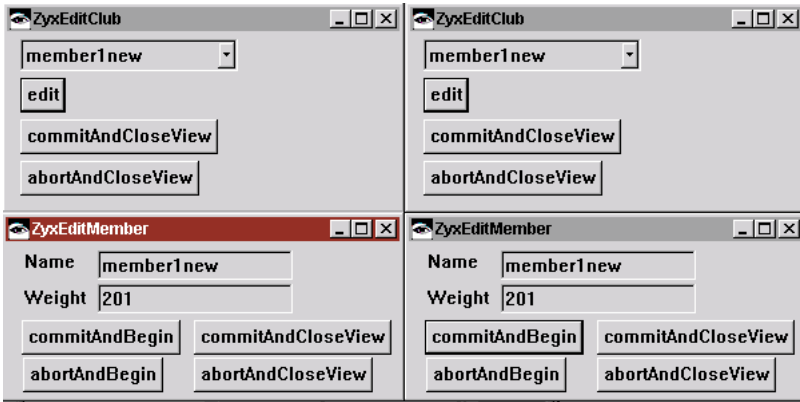 ZyxEditClub
member1new
edit
commitAndCloseView
abortAndCloseView
ZyxEditClub
member1new
edit
commitAndCloseView
abortAndCloseView
ZyxEditMember
Name member1new
Weight 201
commitAndBegin commitAndCloseView
abortAndBegin abortAndCloseView
ZyxEditMember
Name member1new
Weight 201
commitAndBegin commitAndCloseView
abortAndBegin abortAndCloseView